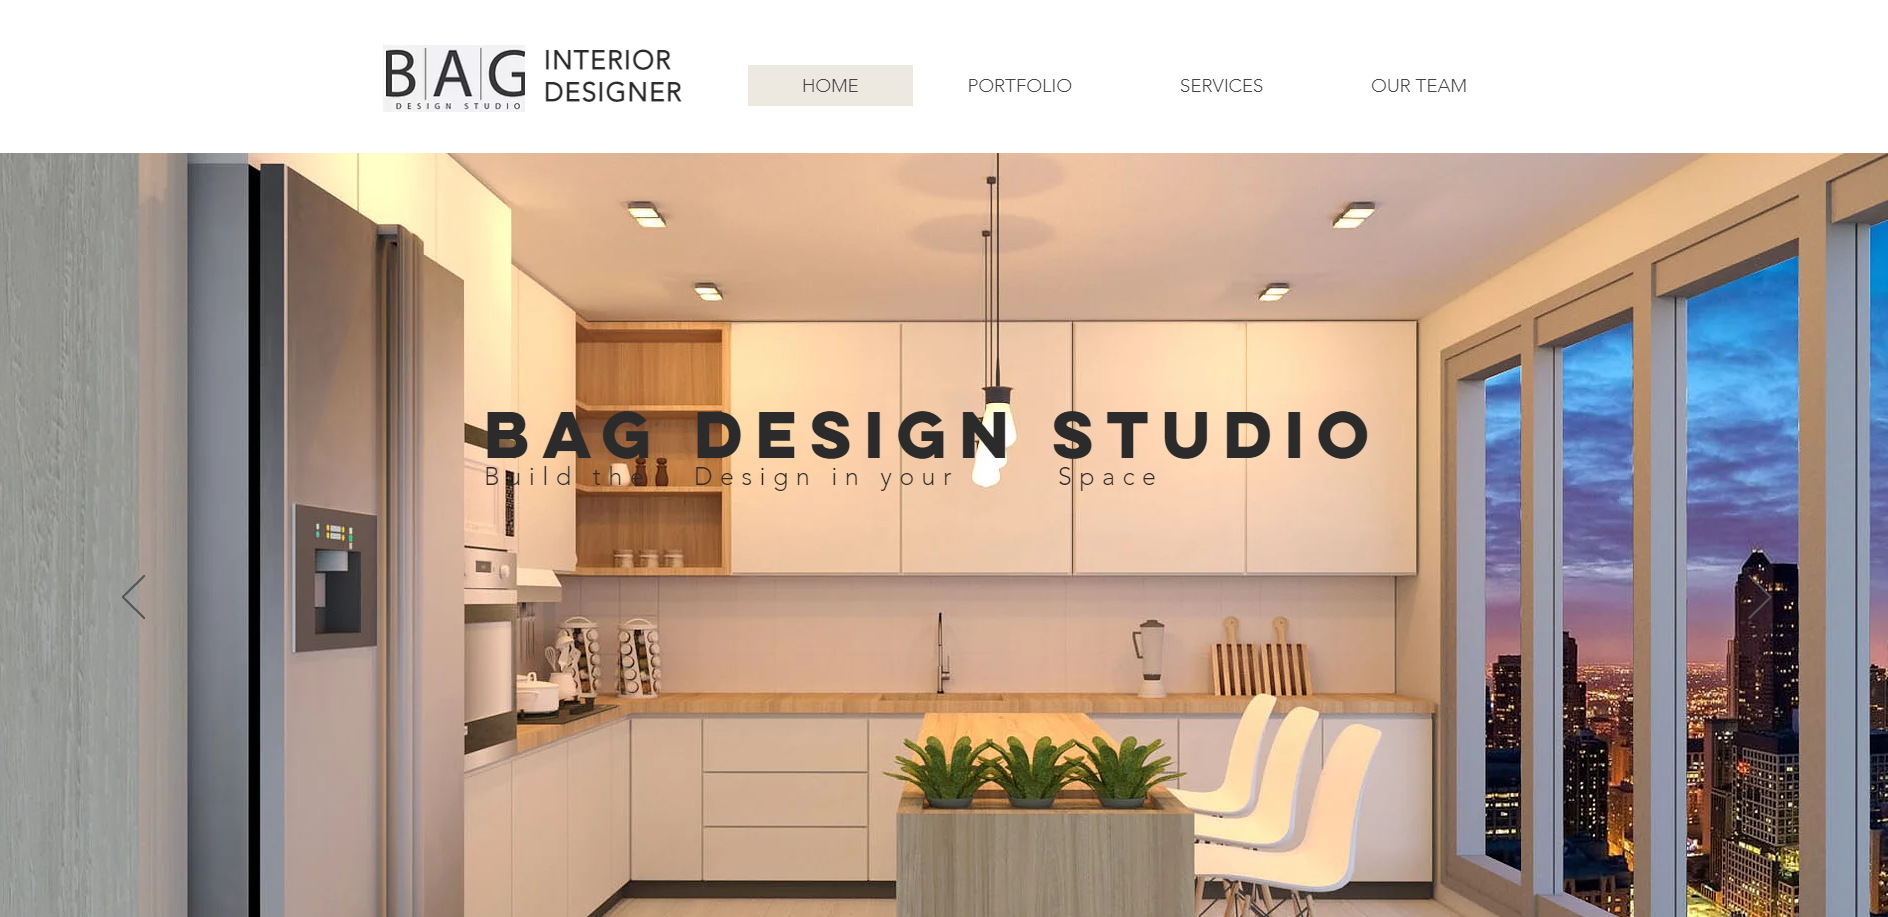 B|A|G
DESIGN STUDIO
INTERIOR
DESIGNER
HOME
PORTFOLIO
SERVICES
OUR TEAM
BAG DESIGN STUDIO
Build the Design in your Space